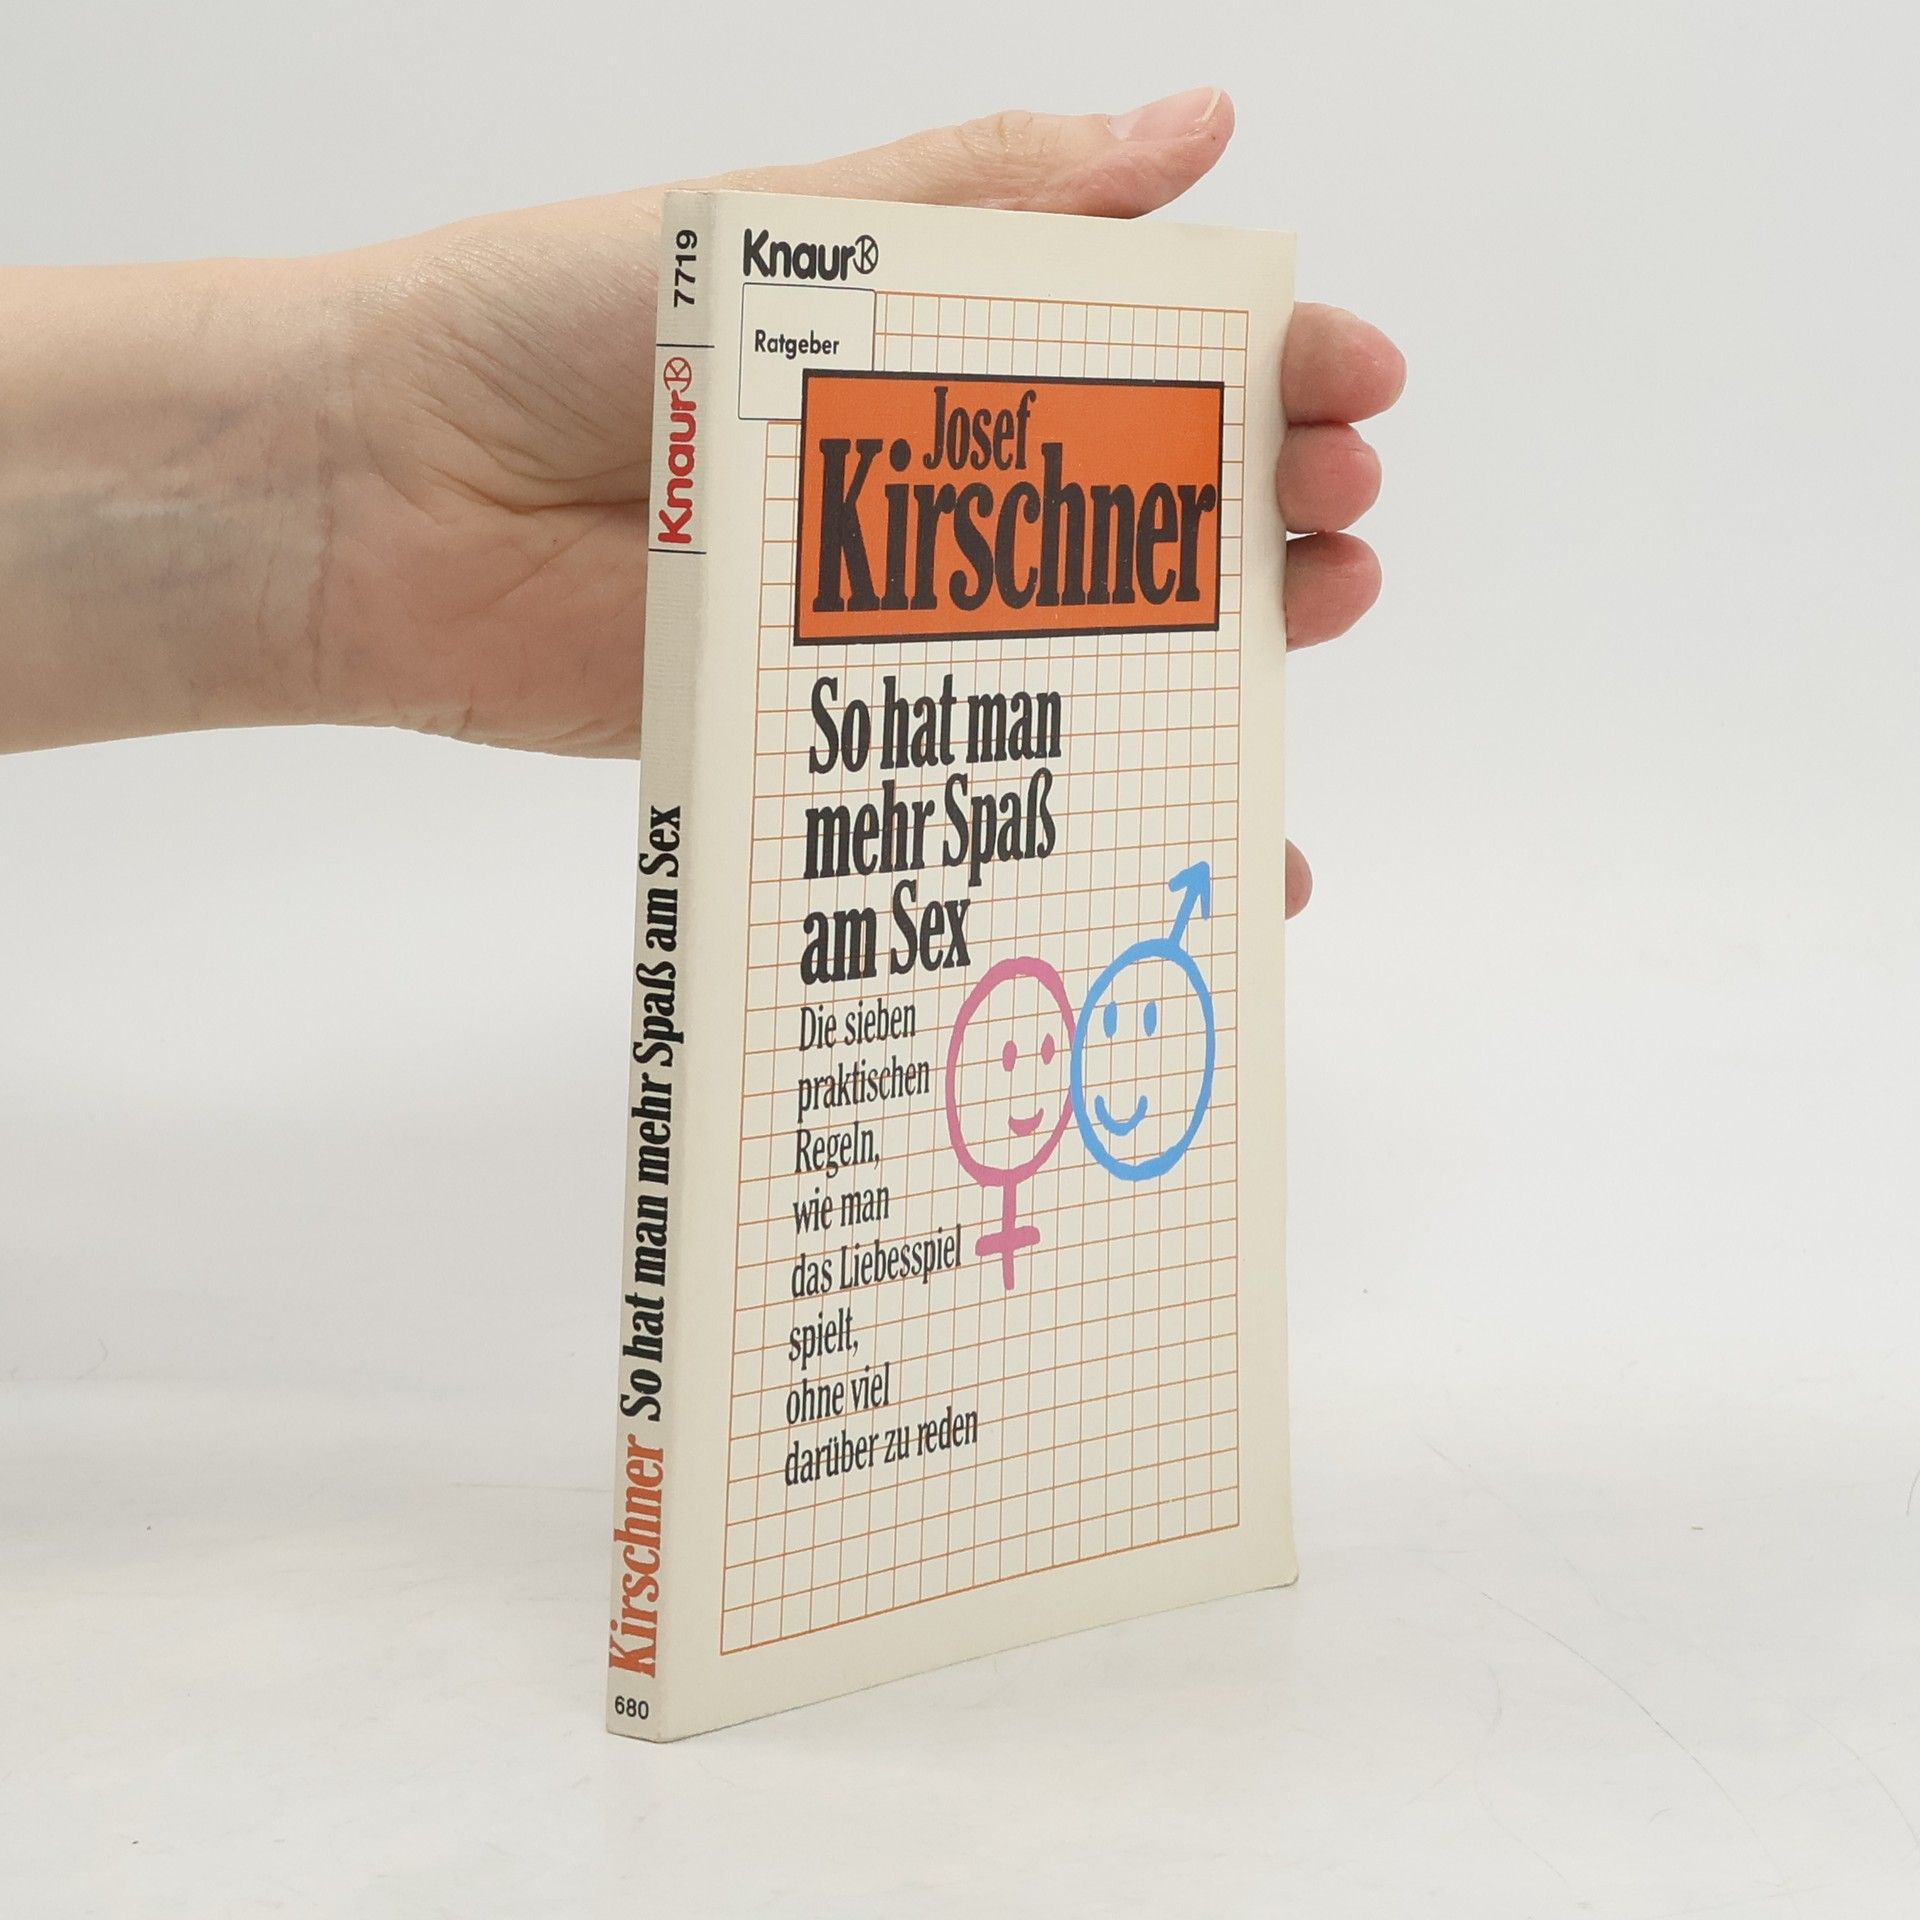 Knaur
Ratgeber
Josef
Kirschner
So hat man
mehr Spaß
am Sex
Die sieben
praktischen
Regeln,
wie man
das Liebesspiel
spielt,
ohne viel
darüber zu reden
7719
Knaur
Kirschner So hat man mehr Spaß am Sex
680